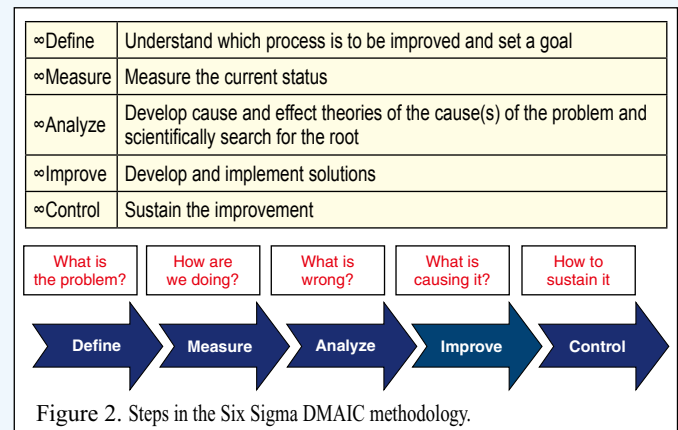 ∞Define Understand which process is to be improved and set a goal
∞Measure Measure the current status
∞Analyze Develop cause and effect theories of the cause(s) of the problem and
scientifically search for the root
∞Improve Develop and implement solutions
∞Control Sustain the improvement
What is
the problem?
How are
we doing?
What is
wrong?
What is
causing it?
How to
sustain it
Define
Measure
Analyze
Improve
Control
Figure 2. Steps in the Six Sigma DMAIC methodology.